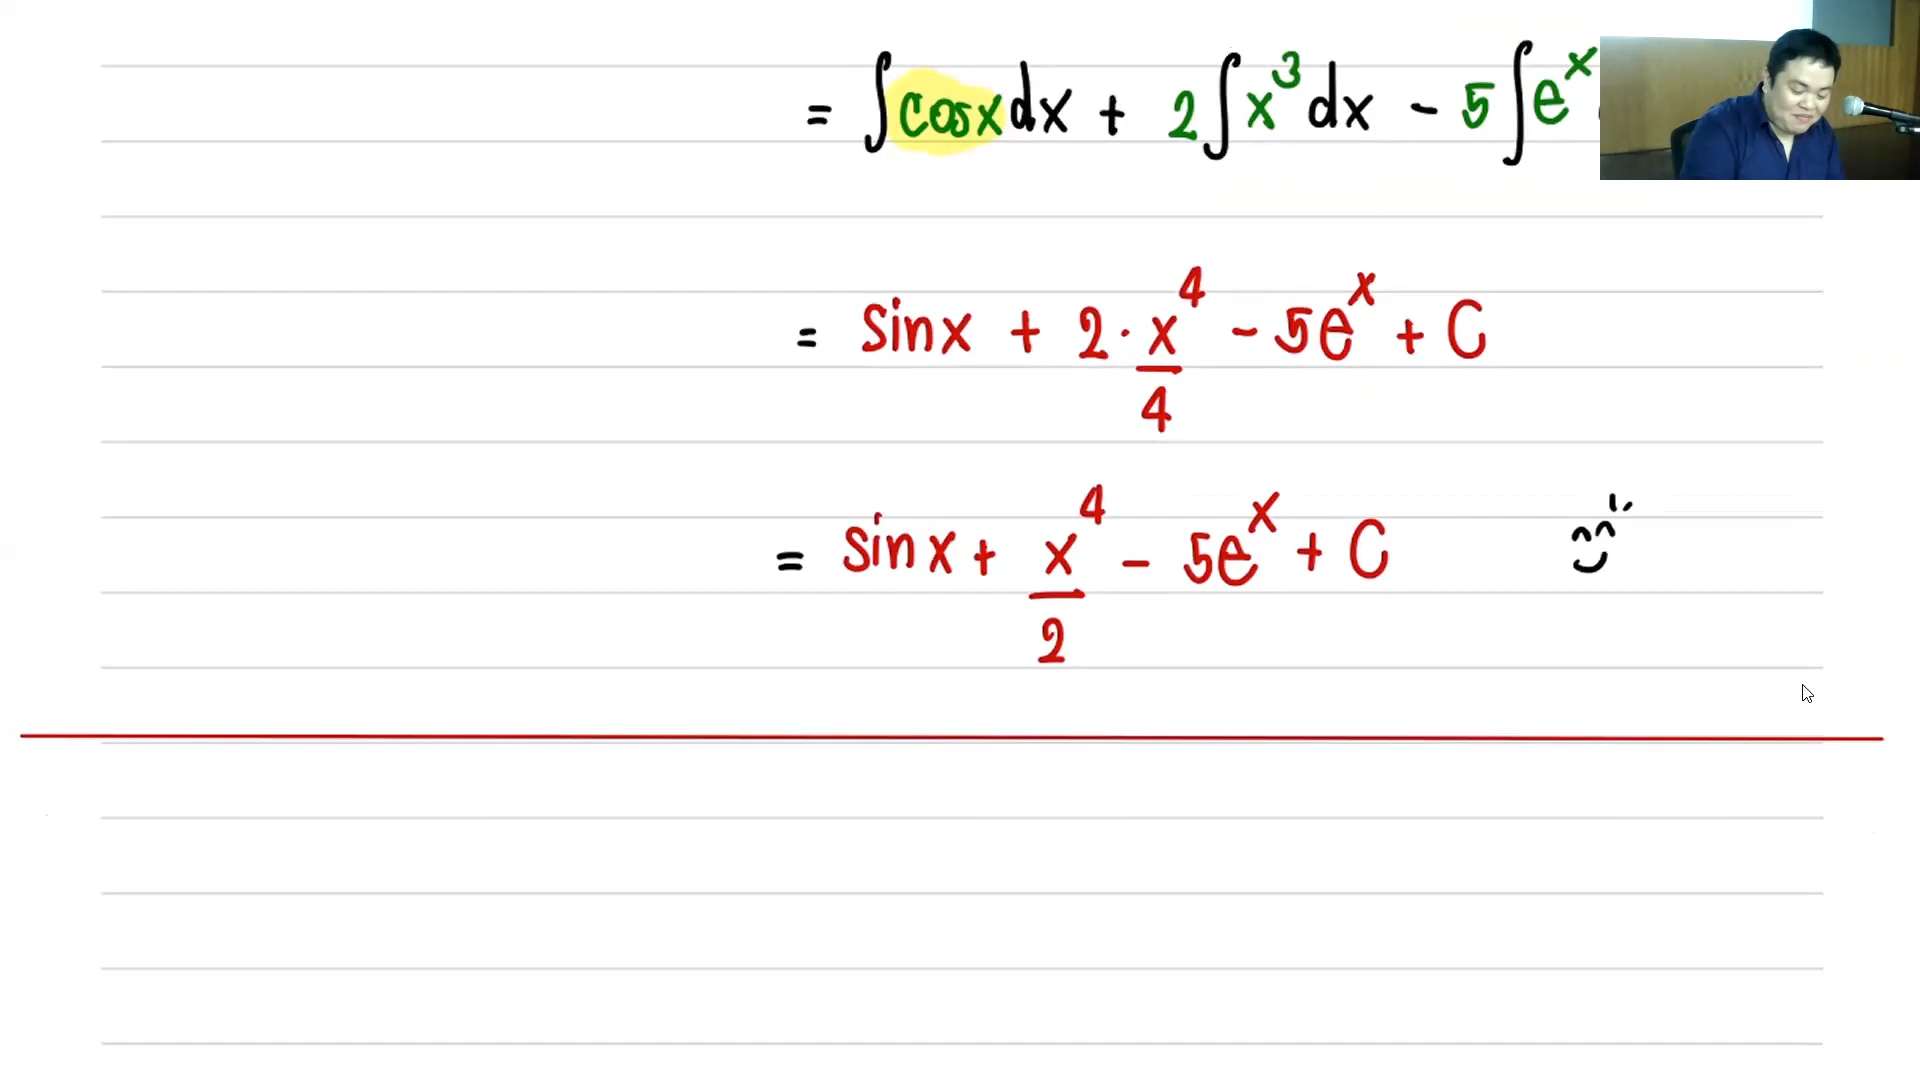 = ∫cosx dx + 2∫x³dx - 5∫eˣ
= sinx + 2·x⁴/4 - 5eˣ + C
= sinx + x⁴/2 - 5eˣ + C